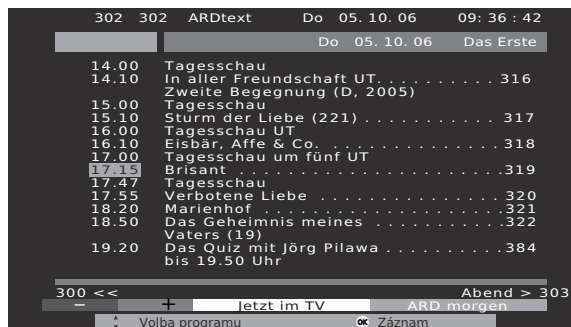 302 302 ARDtext Do 05. 10. 06 09: 36 : 42
Do 05. 10. 06 Das Erste
14.00 Tagesschau
14.10 In aller Freundschaft UT. . . . . . . . . . 316
Zweite Begegnung (D, 2005)
15.00 Tagesschau
15.10 Sturm der Liebe (221) . . . . . . . . . . . 317
16.00 Tagesschau UT
16.10 Eisbär, Affe & Co. . . . . . . . . . . . . . . 318
17.00 Tagesschau um fünf UT
17.15 Brisant . . . . . . . . . . . . . . . . . . . .319
17.47 Tagesschau
17.55 Verbotene Liebe . . . . . . . . . . . . . . 320
18.20 Marienhof . . . . . . . . . . . . . . . . . .321
18.50 Das Geheimnis meines . . . . . . . . . .322
Vaters (19)
19.20 Das Quiz mit Jörg Pilawa . . . . . . . . . 384
bis 19.50 Uhr
300 << Abend > 303
− + Jetzt im TV ARD morgen
Volba programu OK Záznam